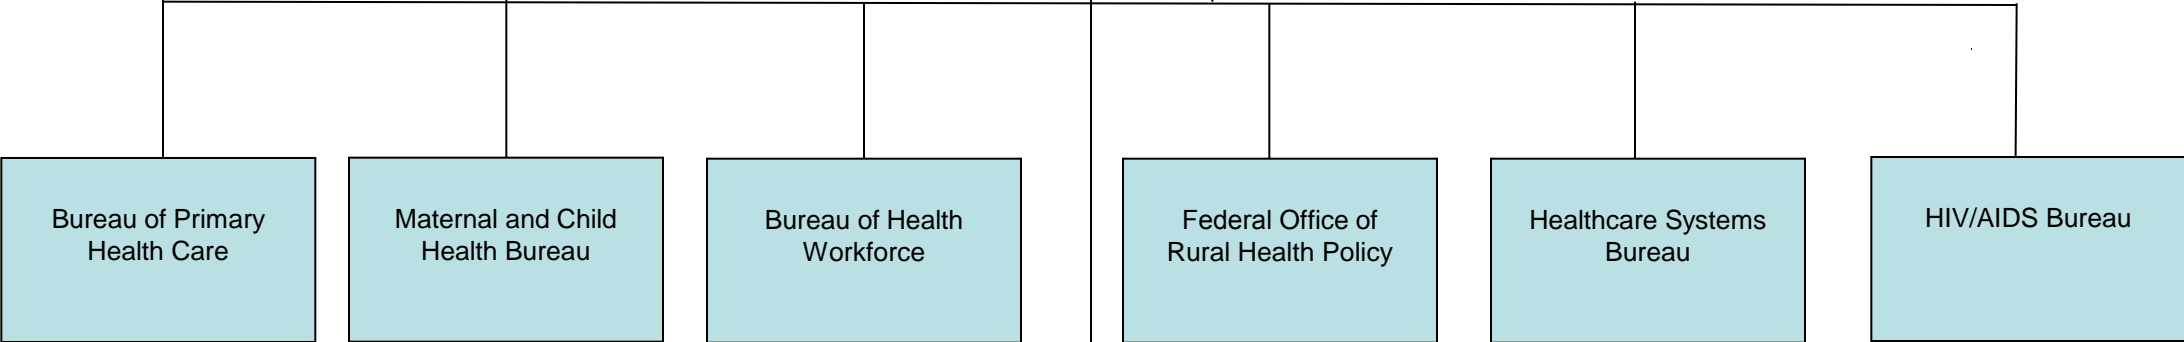 Bureau of Primary
Health Care
Maternal and Child
Health Bureau
Bureau of Health
Workforce
Federal Office of
Rural Health Policy
Healthcare Systems
Bureau
HIV/AIDS Bureau